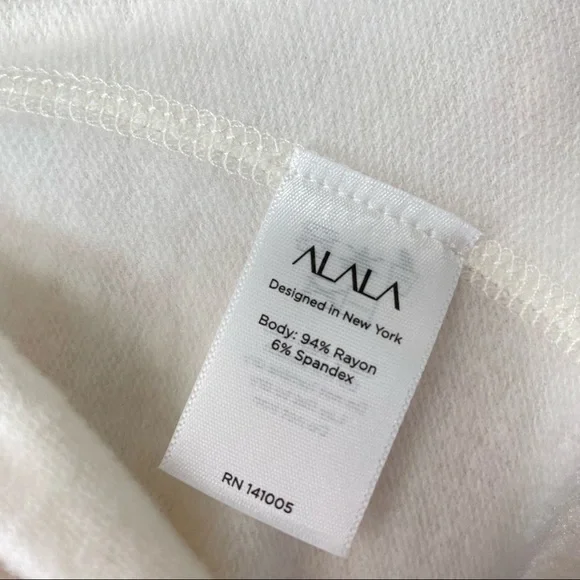 ALALA
Designed in New York
Body: 94% Rayon
6% Spandex
RN 141005